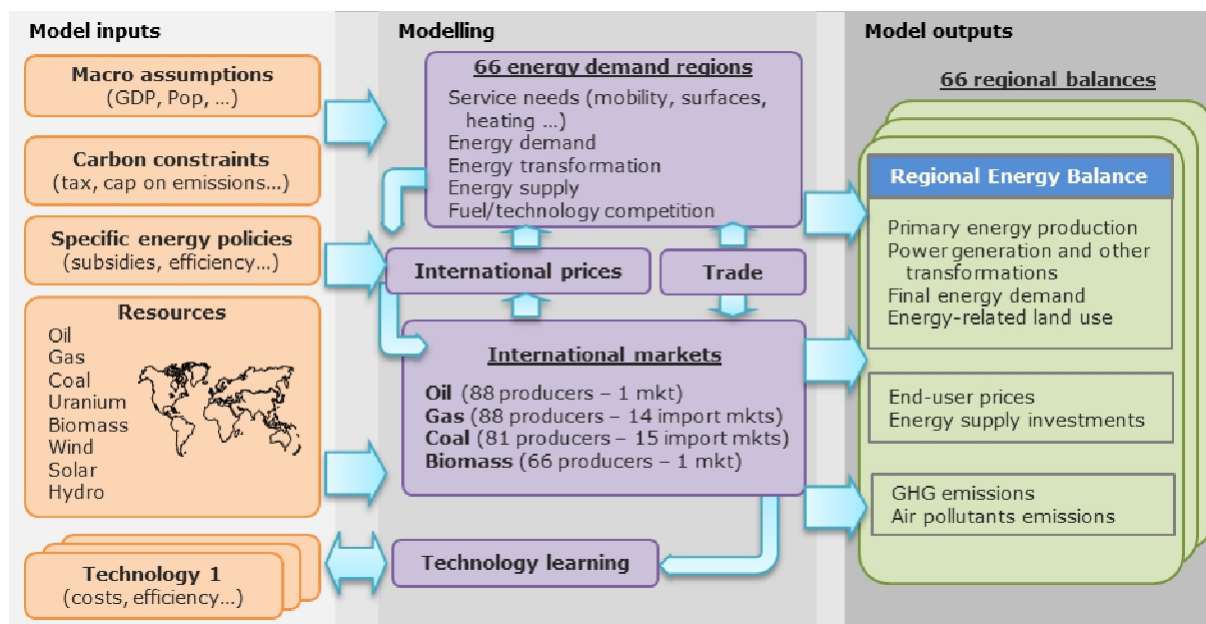 Model inputs
Macro assumptions
(GDP, Pop, ...)
Carbon constraints
(tax, cap on emissions...)
Specific energy policies
(subsidies, efficiency...)
Resources
Oil
Gas
Coal
Uranium
Biomass
Wind
Solar
Hydro
Technology 1
(costs, efficiency...)
Modelling
66 energy demand regions
Service needs (mobility, surfaces,
heating ...)
Energy demand
Energy transformation
Energy supply
Fuel/technology competition
International prices
Trade
International markets
Oil (88 producers – 1 mkt)
Gas (88 producers – 14 import mkts)
Coal (81 producers – 15 import mkts)
Biomass (66 producers – 1 mkt)
Technology learning
Model outputs
66 regional balances
Regional Energy Balance
Primary energy production
Power generation and other
transformations
Final energy demand
Energy-related land use
End-user prices
Energy supply investments
GHG emissions
Air pollutants emissions